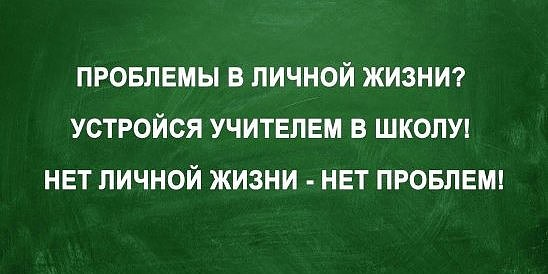 ПРОБЛЕМЫ В ЛИЧНОЙ ЖИЗНИ?
УСТРОЙСЯ УЧИТЕЛЕМ В ШКОЛУ!
НЕТ ЛИЧНОЙ ЖИЗНИ - НЕТ ПРОБЛЕМ!